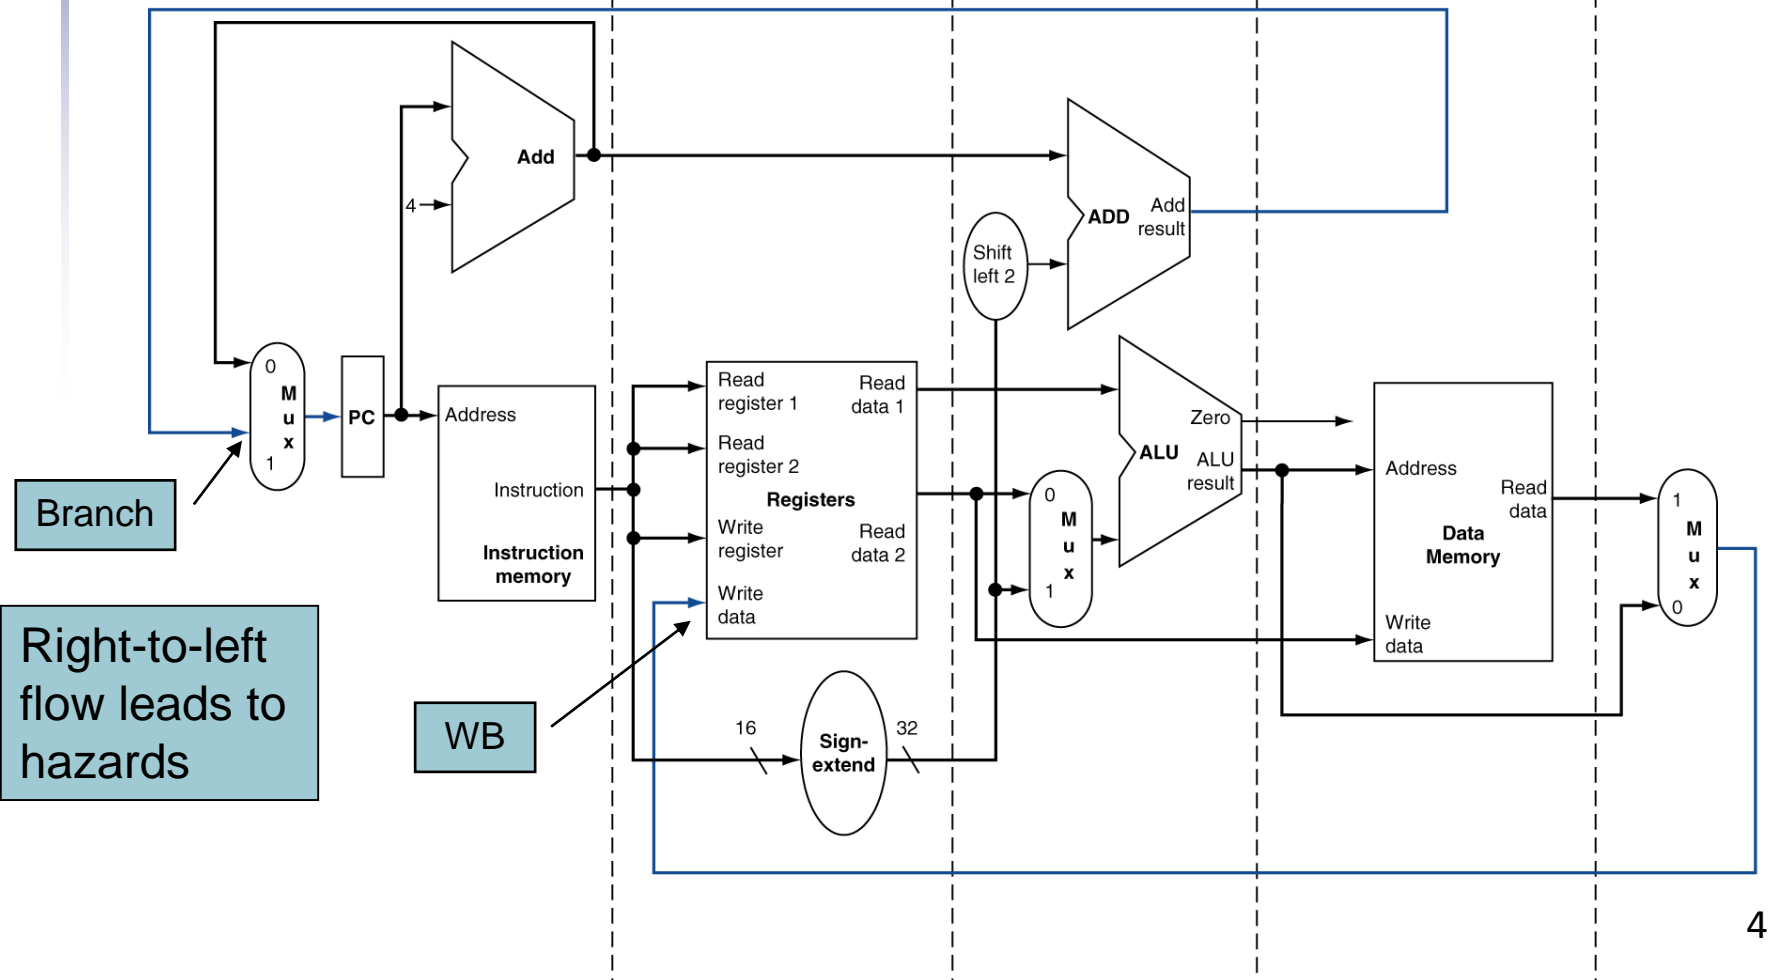 Add
4
ADD
Add
result
Shift
left 2
0
M
u
x
1
PC
Address
Instruction
Instruction
memory
Branch
Read
register 1
Read
register 2
Registers
Write
register
Write
data
Read
data 1
Read
data 2
0
M
u
x
1
Zero
ALU
ALU
result
Address
Read
data
Data
Memory
Write
data
1
M
u
x
0
Right-to-left
flow leads to
hazards
WB
16
Sign-
extend
32
4